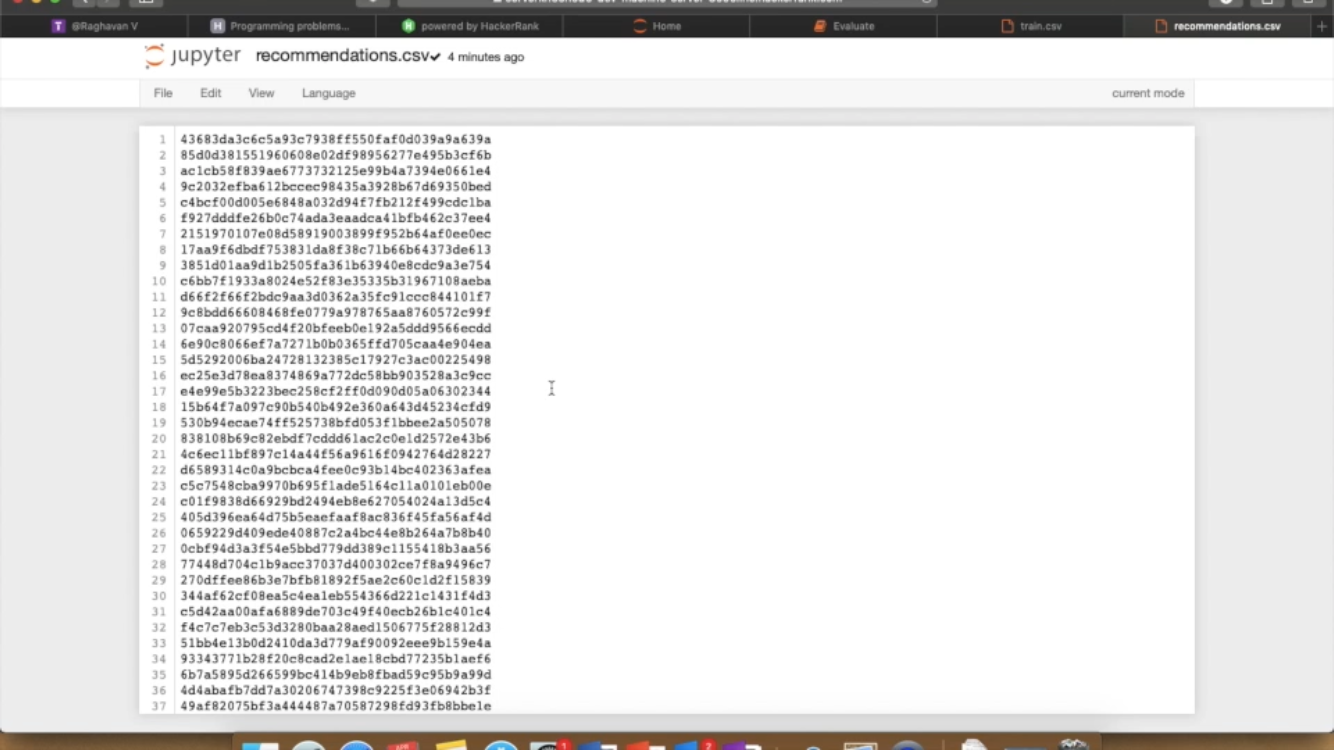 @Raghavan V
Programming problems...
powered by HackerRank
Home
Evaluate
train.csv
recommendations.csv
jupyter recommendations.csv✔ 4 minutes ago
File Edit View Language current mode
1 43683da3c6c5a93c7938ff550faf0d039a9a639a
2 85d0d381551960608e02df98956277e495b3cf6b
3 ac1cb58f839ae6773732125e99b4a7394e0661e4
4 9c2032efba612bccec98435a3928b67d69350bed
5 c4bcf00d005e6848a032d94f7fb212f499cdc1ba
6 f927dddfe26b0c74ada3eaadca41bfb462c37ee4
7 2151970107e08d58919003899f952b64af0ee0ec
8 17aa9f6dbdf753831da8f38c71b66b64373de613
9 3851d01aa9d1b2505fa361b63940e8cdc9a3e754
10 c6bb7f1933a8024e52f83e35335b31967108aeba
11 d66f2f66f2bdc9aa3d0362a35fc91ccc844101f7
12 9c8bdd66608468fe0779a978765aa8760572c99f
13 07caa920795cd4f20bfeeb0e192a5ddd9566ecdd
14 6e90c8066ef7a7271b0b0365ffd705caa4e904ea
15 5d5292006ba24728132385c17927c3ac00225498
16 ec25e3d78ea8374869a772dc58bb903528a3c9cc
17 e4e99e5b3223bec258cf2ff0d090d05a06302344
18 15b64f7a097c90b540b492e360a643d45234cfd9
19 530b94ecae74ff525738bfd053f1bbee2a505078
20 838108b69c82ebdf7cddd61ac2c0e1d2572e43b6
21 4c6ec11bf897c14a44f56a9616f0942764d28227
22 d6589314c0a9bcbca4fee0c93b14bc402363afea
23 c5c7548cba9970b695f1ade5164c11a0101eb00e
24 c01f9838d66929bd2494eb8e627054024a13d5c4
25 405d396ea64d75b5eaefaaf8ac836f45fa56af4d
26 0659229d409ede40887c2a4bc44e8b264a7b8b40
27 0cbf94d3a3f54e5bbd779dd389c1155418b3aa56
28 77448d704c1b9acc37037d400302ce7f8a9496c7
29 270dffee86b3e7bfb81892f5ae2c60c1d2f15839
30 344af62cf08ea5c4ea1eb554366d221c1431f4d3
31 c5d42aa00afa6889de703c49f40ecb26b1c401c4
32 f4c7c7eb3c53d3280baa28aed1506775f28812d3
33 51bb4e13b0d2410da3d779af90092eee9b159e4a
34 93343771b28f20c8cad2e1ae18cbd77235b1aef6
35 6b7a5895d266599bc414b9eb8fbad59c95b9a99d
36 4d4abafb7dd7a30206747398c9225f3e06942b3f
37 49af82075bf3a444487a70587298fd93fb8bbe1e